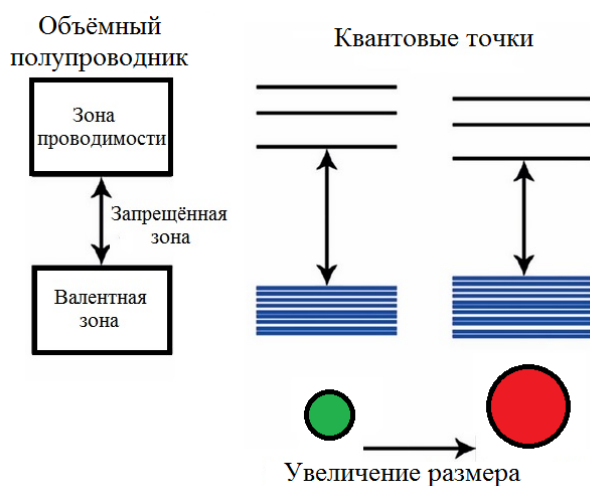 Объёмный
полупроводник
Квантовые точки
Зона
проводимости
Запрещённая
зона
Валентная
зона
Увеличение размера